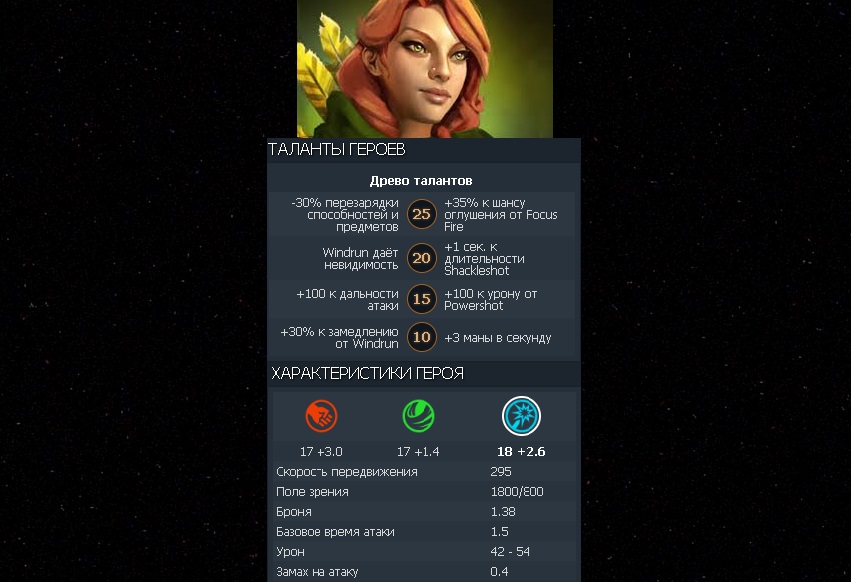 ТАЛАНТЫ ГЕРОЕВ
Древо талантов
-30% перезарядки
способностей и
предметов
25
+35% к шансу
оглушения от Focus
Fire
Windrun даёт
невидимость
20
+1 сек. к
длительности
Shackleshot
+100 к дальности
атаки
15
+100 к урону от
Powershot
+30% к замедлению
от Windrun
10
+3 маны в секунду
ХАРАКТЕРИСТИКИ ГЕРОЯ
17 +3.0 17 +1.4 18 +2.6
Скорость передвижения 295
Поле зрения 1800/800
Броня 1.38
Базовое время атаки 1.5
Урон 42 - 54
Замах на атаку 0.4